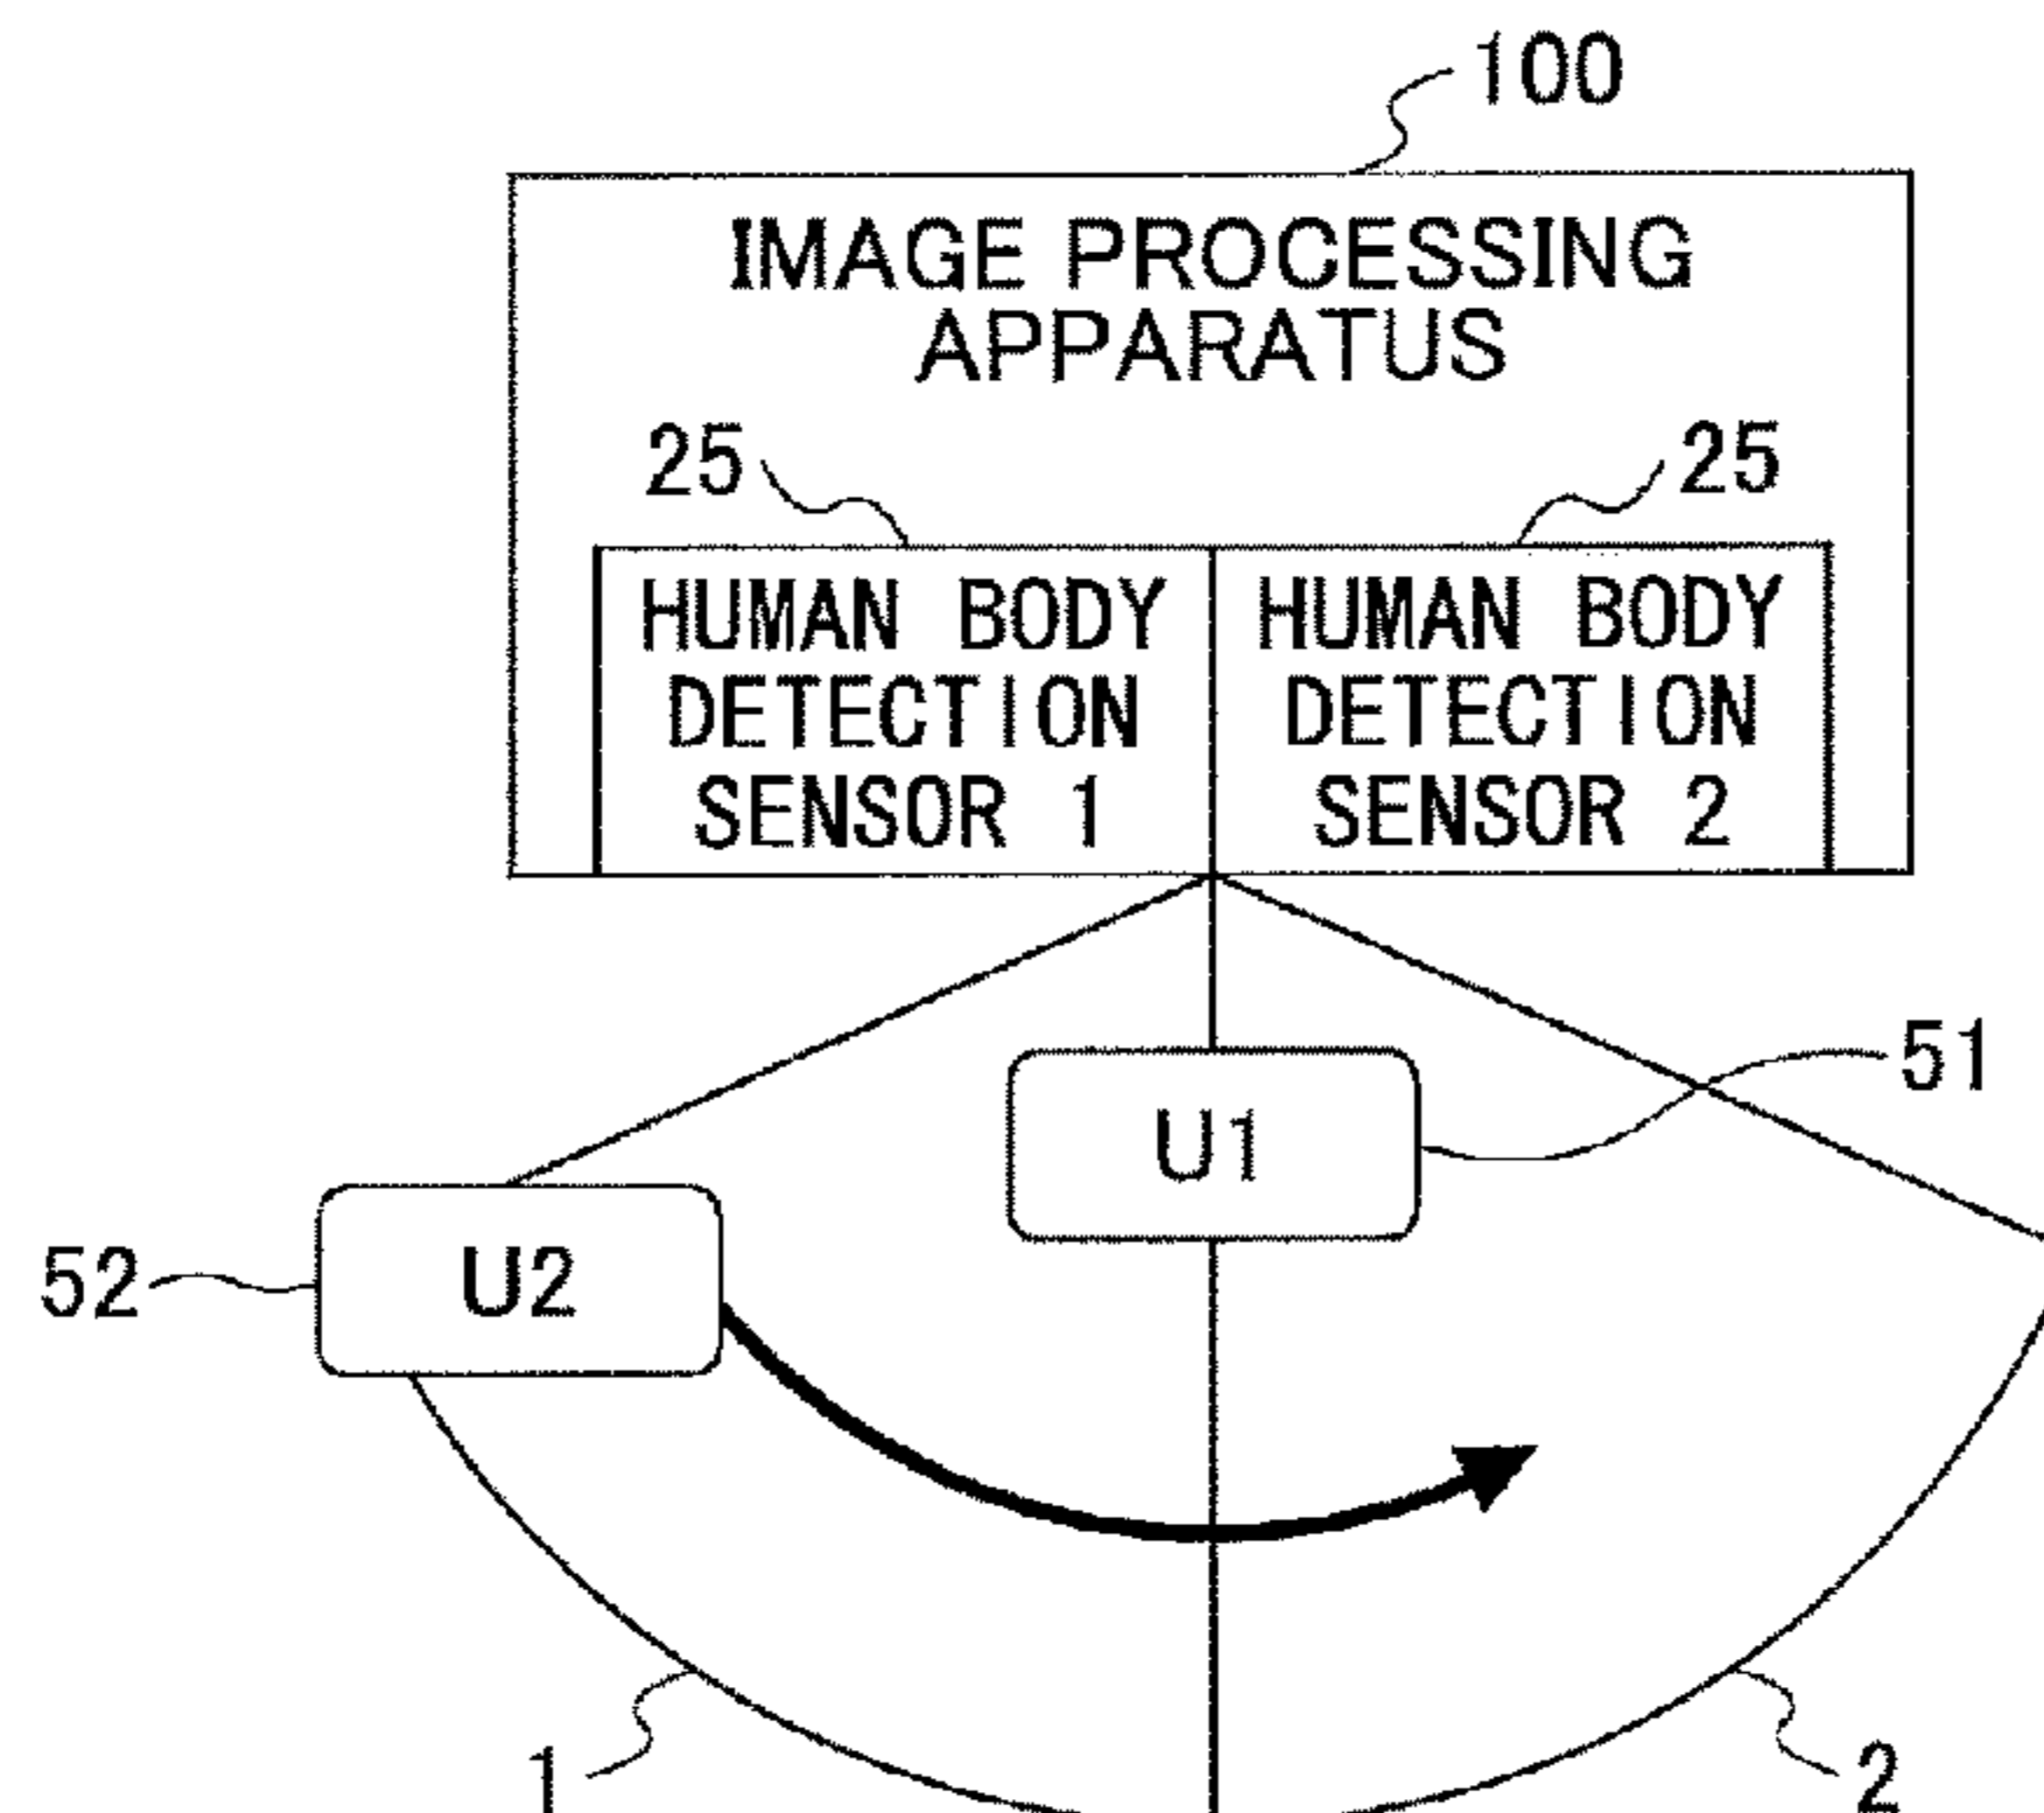 100
IMAGE PROCESSING
APPARATUS
25
25
HUMAN BODY
DETECTION
SENSOR 1
HUMAN BODY
DETECTION
SENSOR 2
51
U1
52
U2
1
2